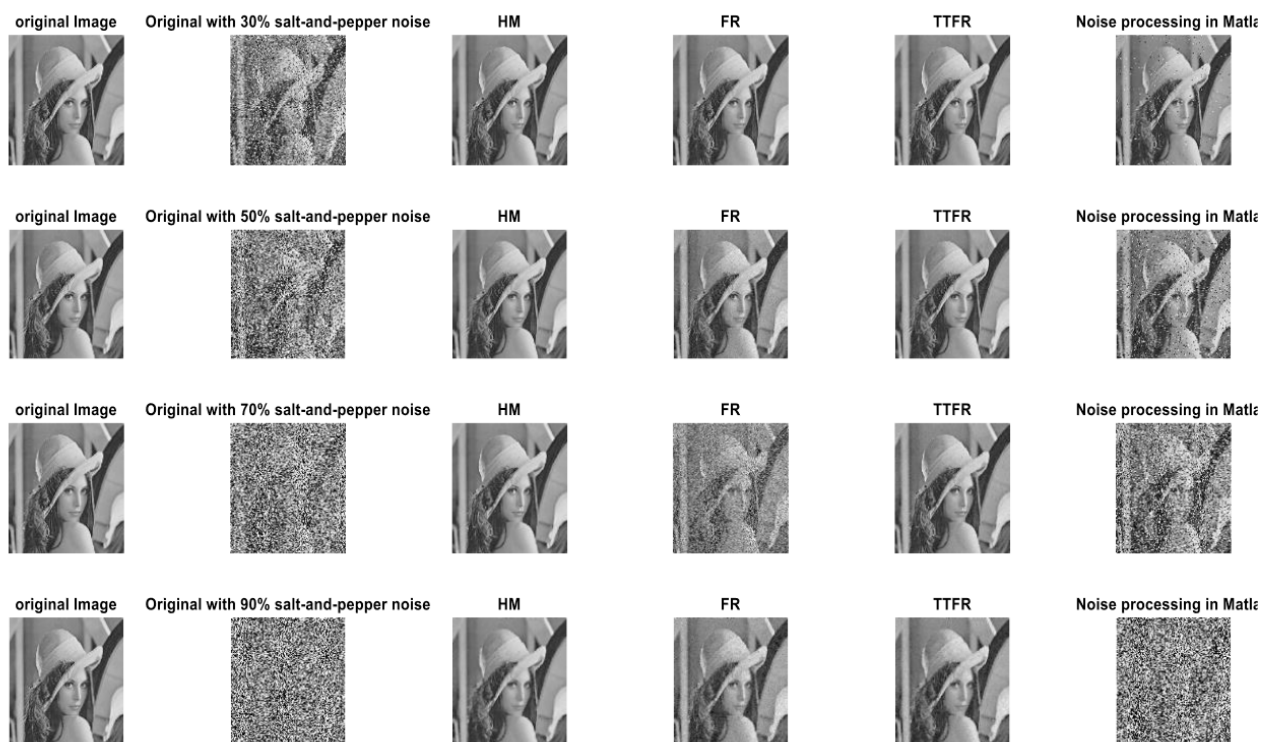 original Image Original with 30% salt-and-pepper noise HM FR TTFR Noise processing in Matla
original Image Original with 50% salt-and-pepper noise HM FR TTFR Noise processing in Matla
original Image Original with 70% salt-and-pepper noise HM FR TTFR Noise processing in Matla
original Image Original with 90% salt-and-pepper noise HM FR TTFR Noise processing in Matla